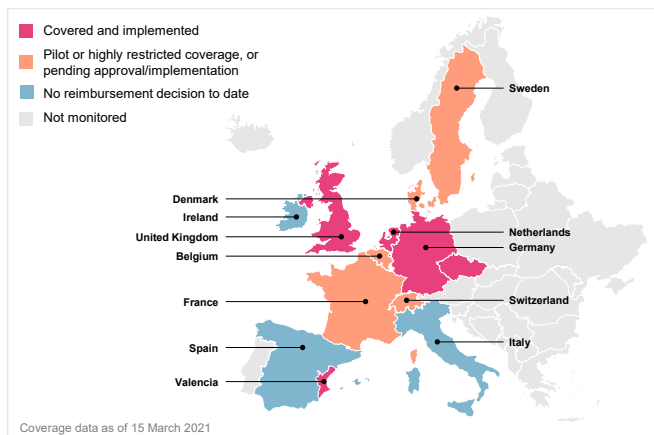 Covered and implemented
Pilot or highly restricted coverage, or
pending approval/implementation
No reimbursement decision to date
Not monitored
Sweden
Denmark
Ireland
United Kingdom
Belgium
Netherlands
Germany
France
Switzerland
Spain
Italy
Valencia
Coverage data as of 15 March 2021